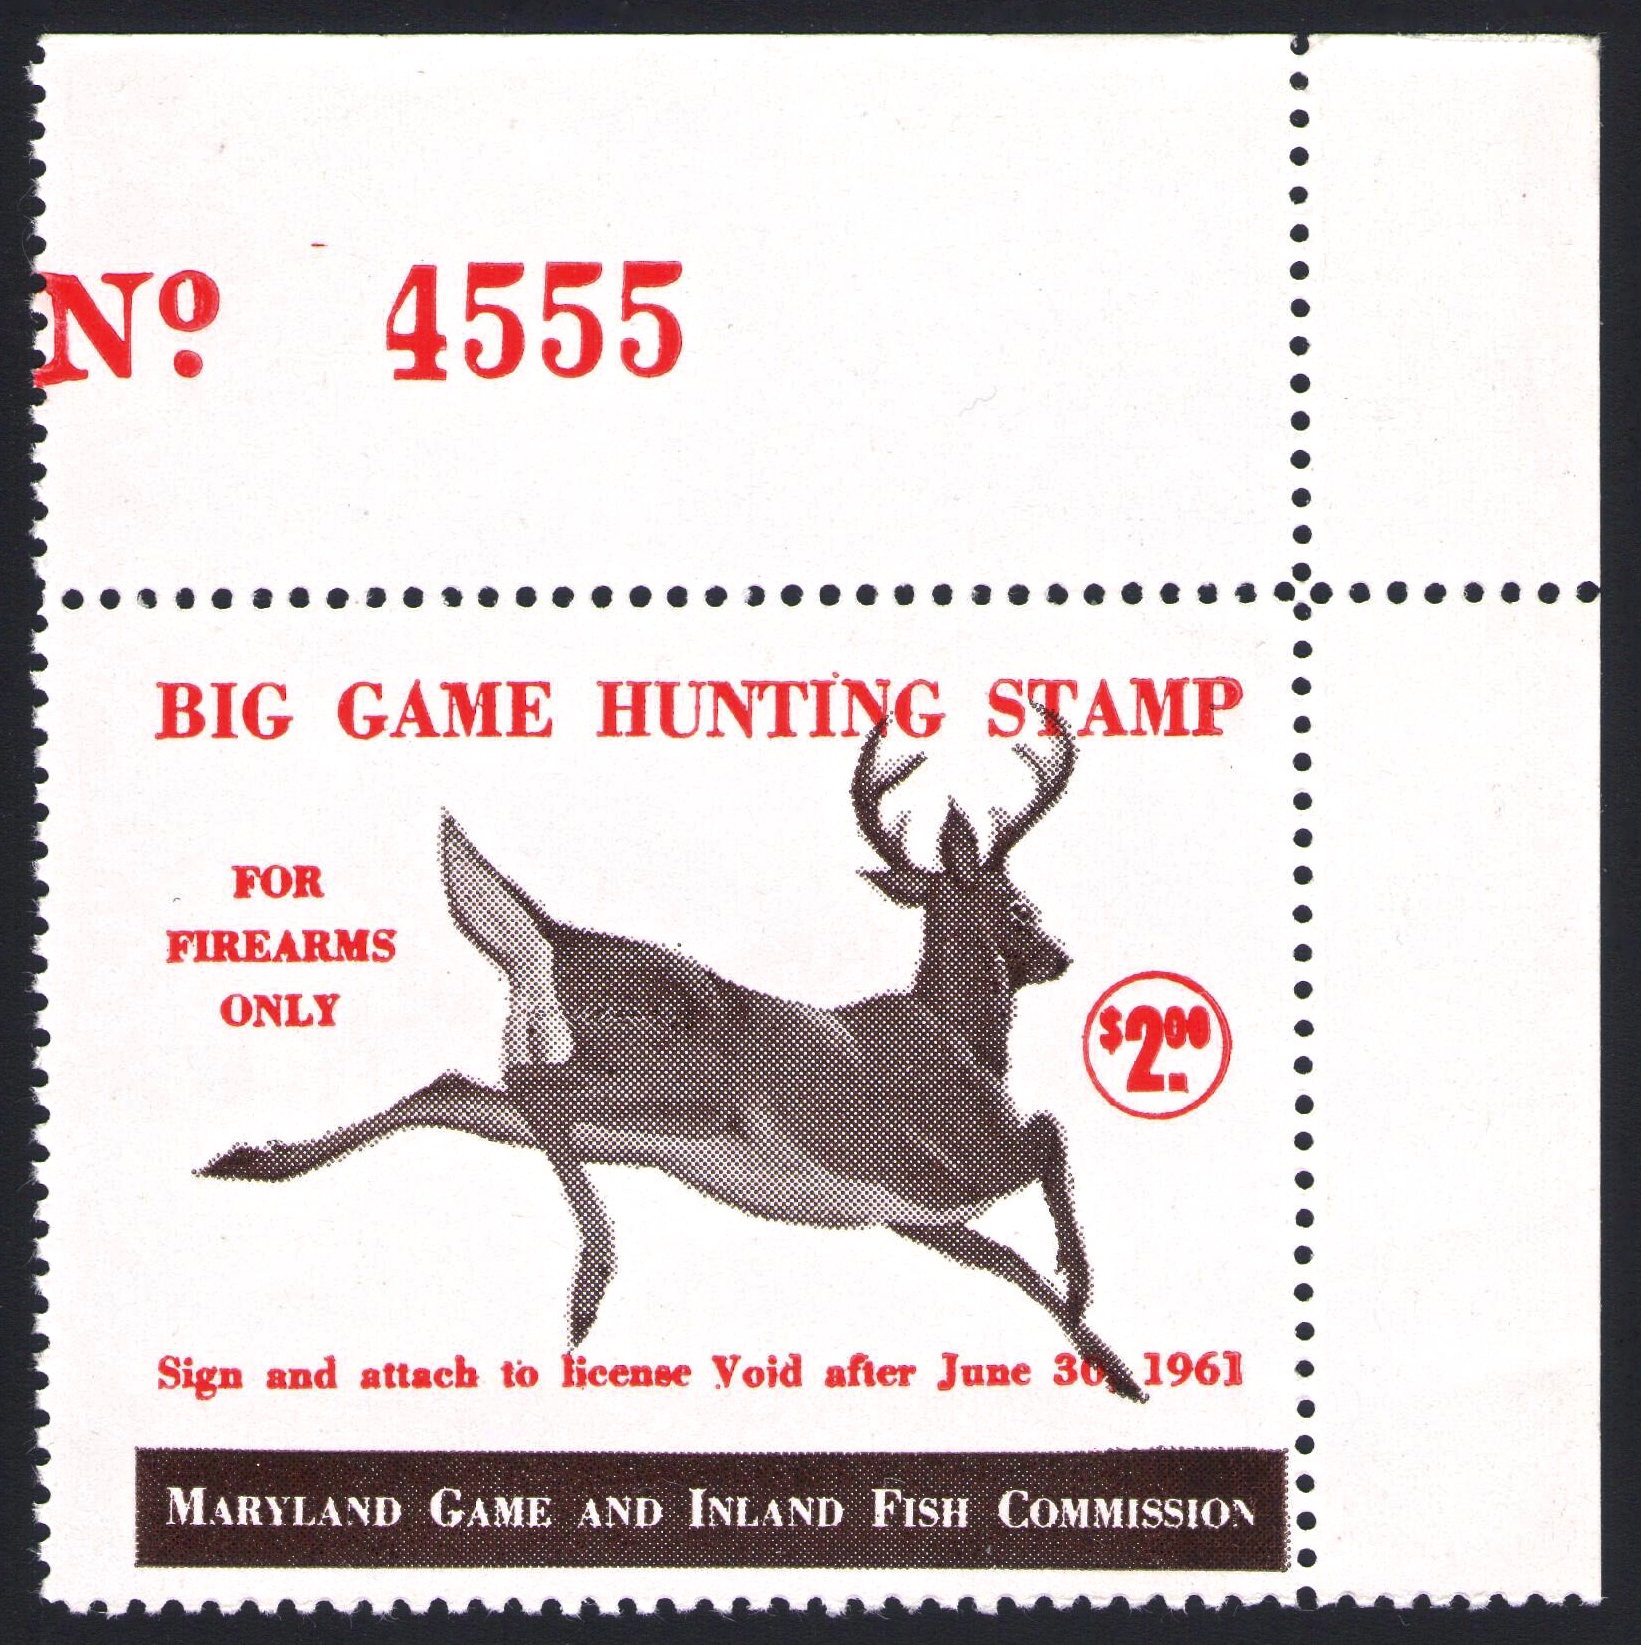 Nº 4555
BIG GAME HUNTING STAMP
FOR
FIREARMS
ONLY
$2.00
Sign and attach to license Void after June 30, 1961
MARYLAND GAME AND INLAND FISH COMMISSION